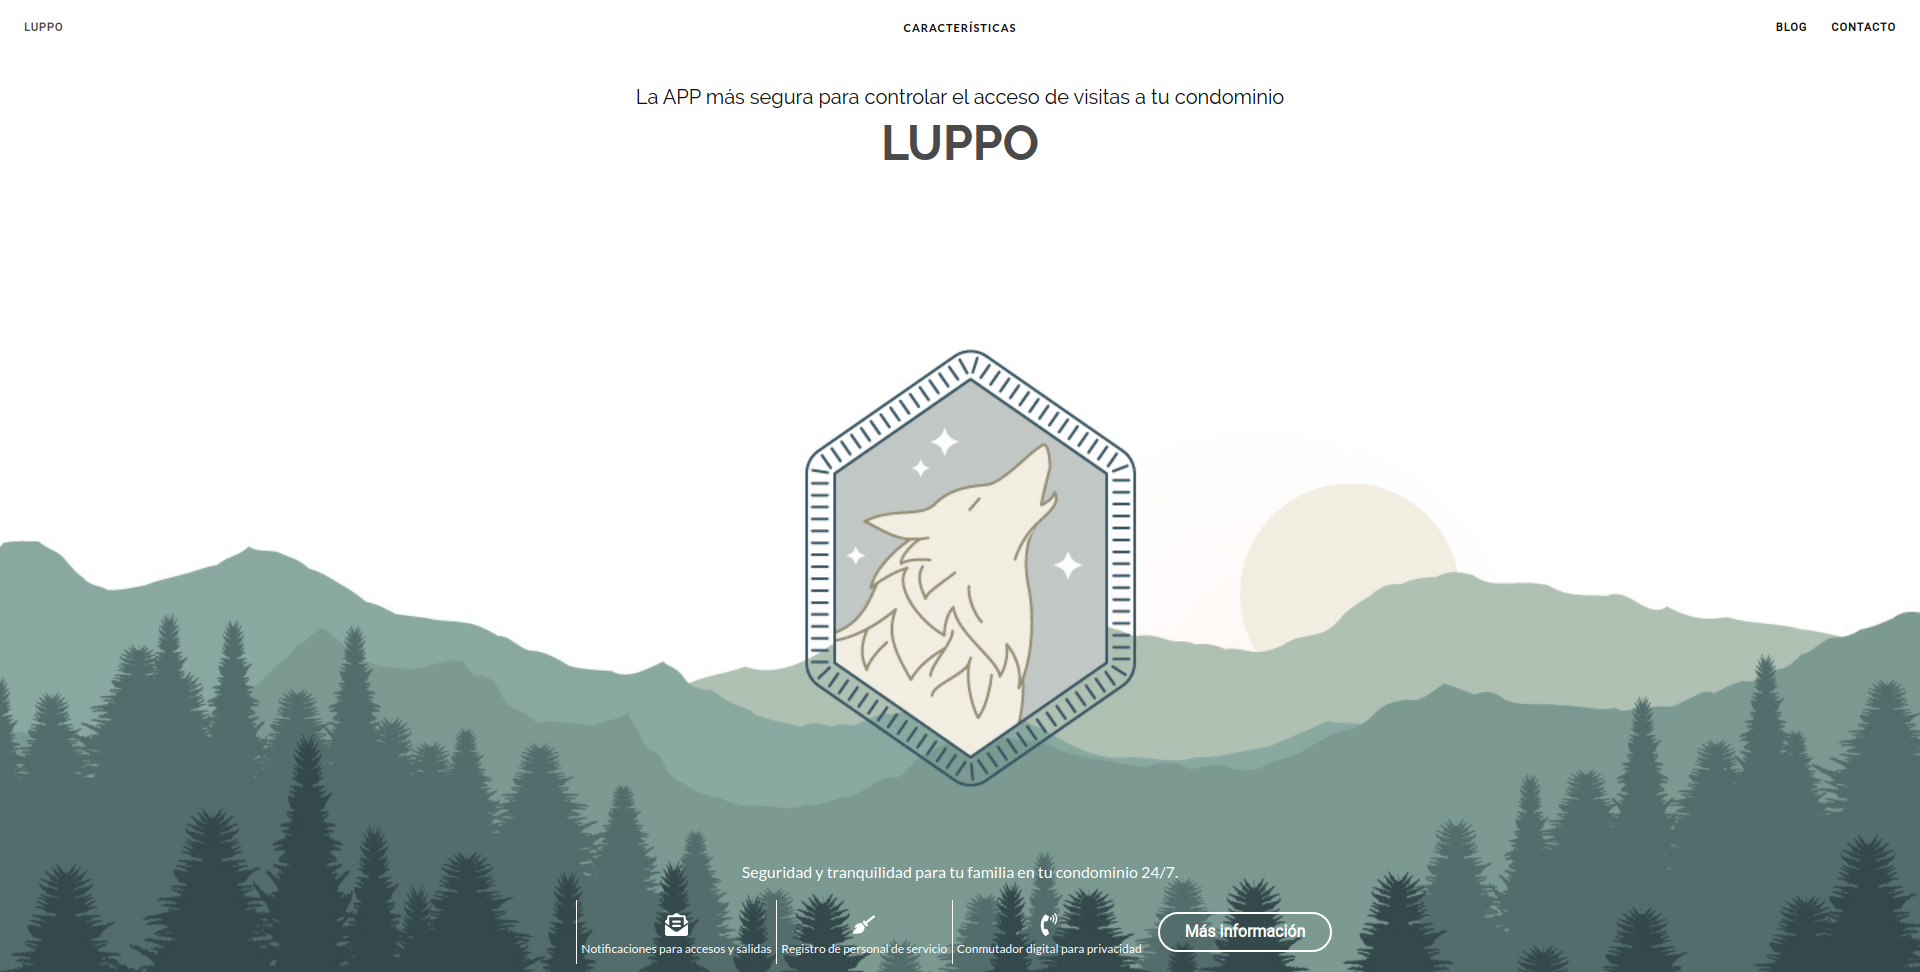 LUPPO
CARACTERÍSTICAS
BLOG
CONTACTO
La APP más segura para controlar el acceso de visitas a tu condominio
LUPPO
Seguridad y tranquilidad para tu familia en tu condominio 24/7.
Notificaciones para accesos y salidas
Registro de personal de servicio
Conmutador digital para privacidad
Más información